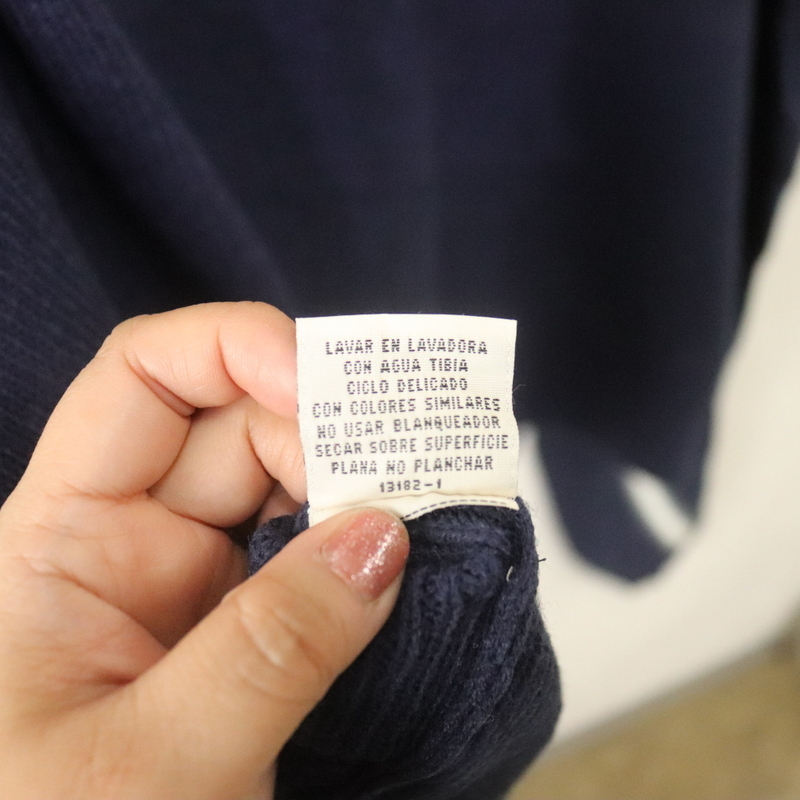 LAVAR EN LAVADORA
CON AGUA TIBIA
CICLO DELICADO
CON COLORES SIMILARES
NO USAR BLANQUEADOR
SECAR SOBRE SUPERFICIE
PLANA NO PLANCHAR
13182-1